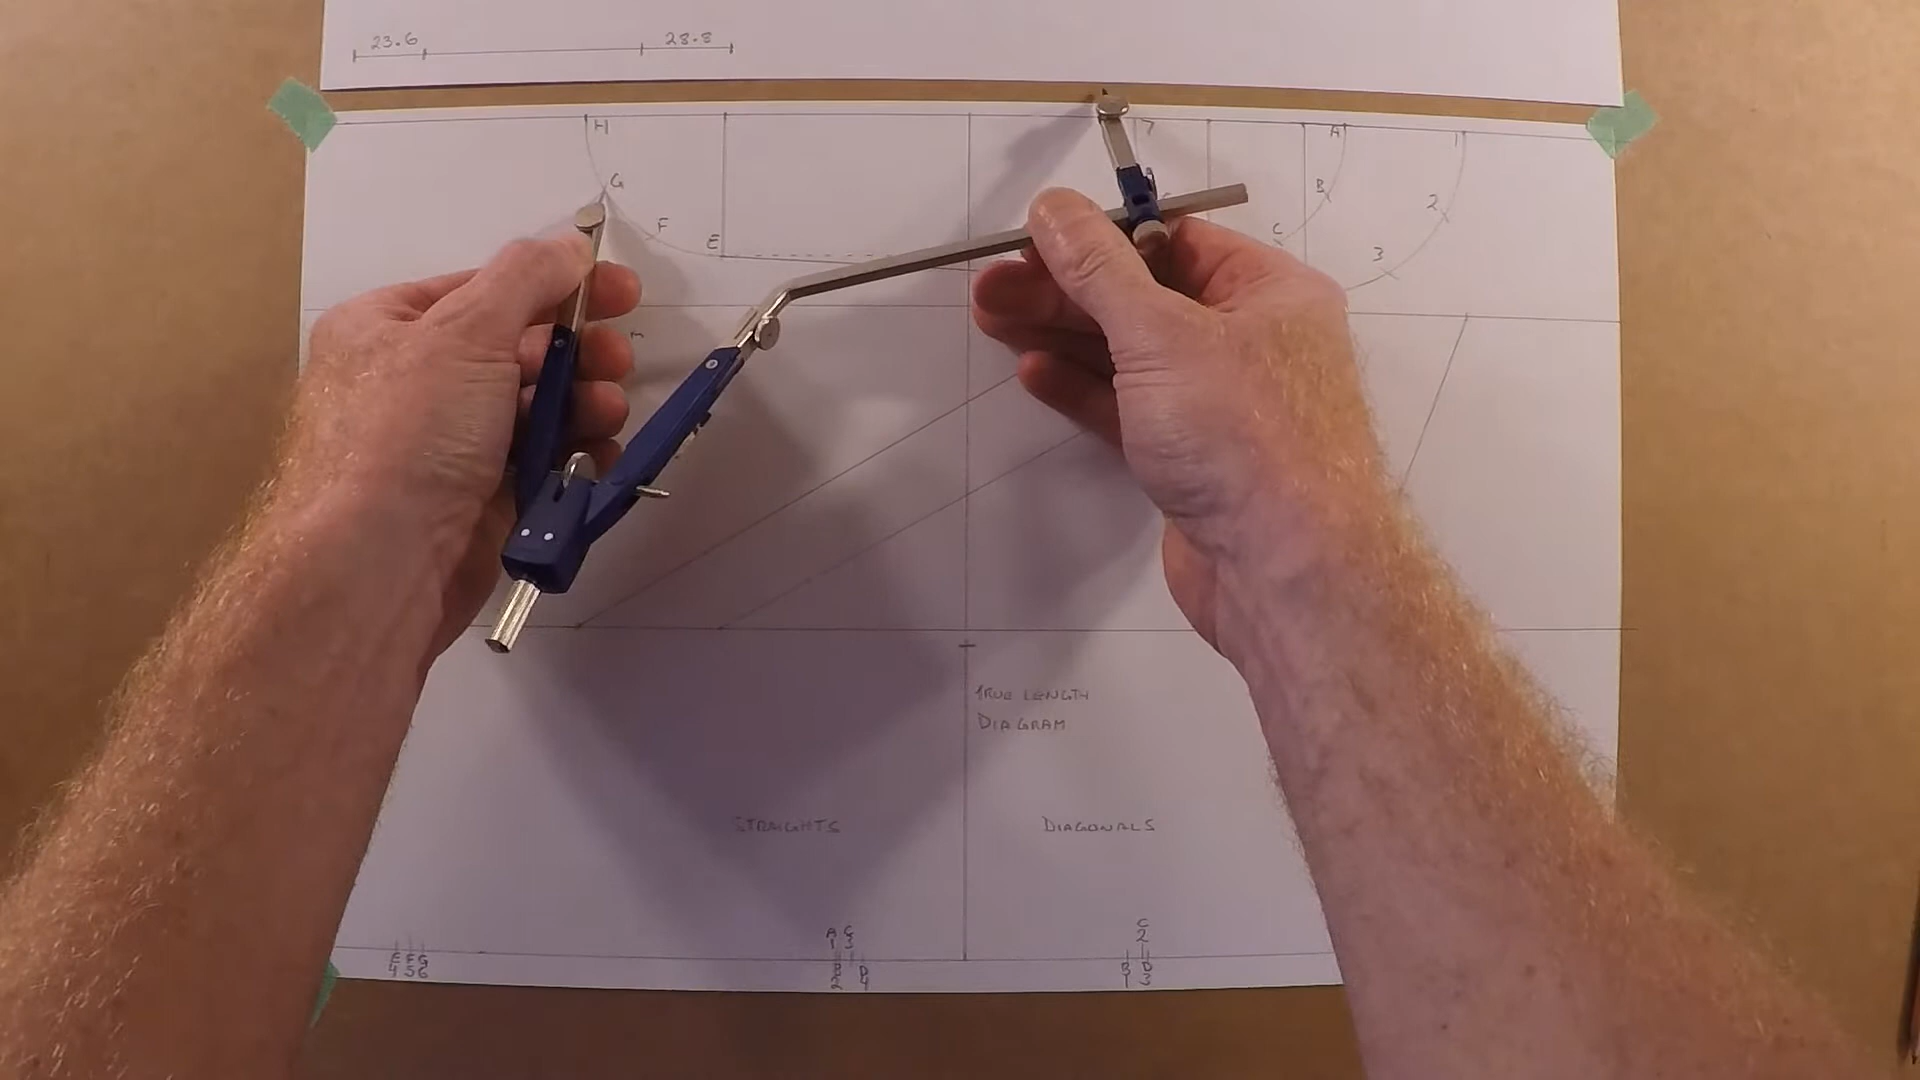 23.6 28.8
H 7 A 1
G B 2
F C 3
E
TRUE LENGTH
DIAGRAM
STRAIGHTS DIAGONALS
A C C
1 3 2
E F G B D B D
4 5 6 2 4 1 3